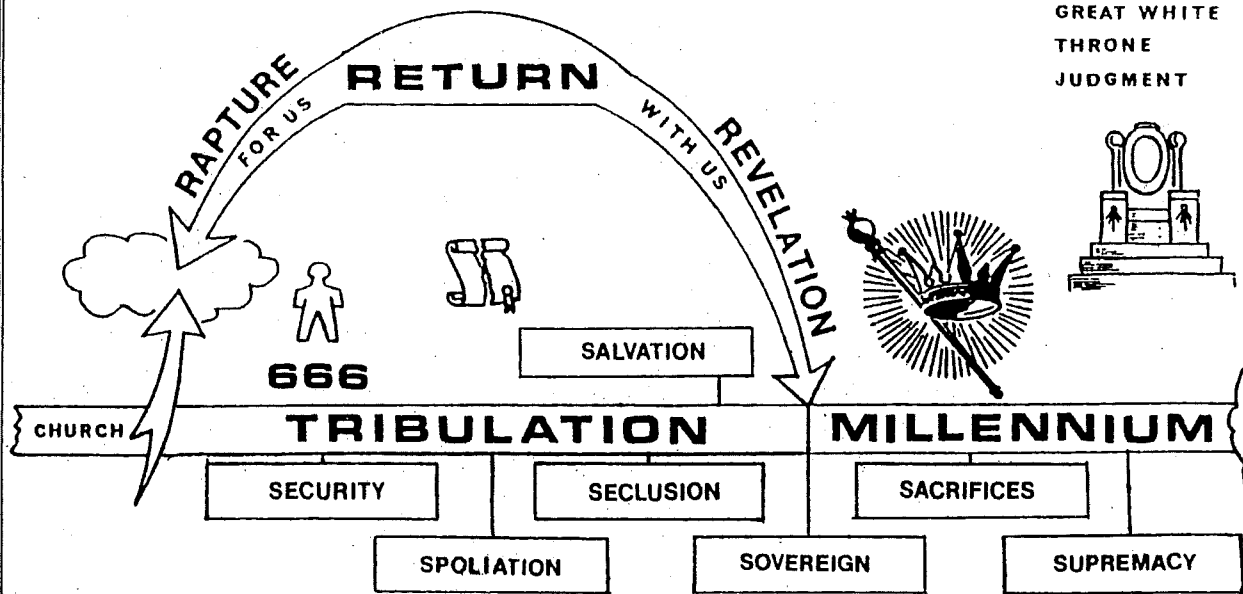 GREAT WHITE
THRONE
JUDGMENT
RETURN
RAPTURE
FOR US
WITH US
REVELATION
666
SALVATION
CHURCH
TRIBULATION
MILLENNIUM
SECURITY
SECLUSION
SACRIFICES
SPOLIATION
SOVEREIGN
SUPREMACY